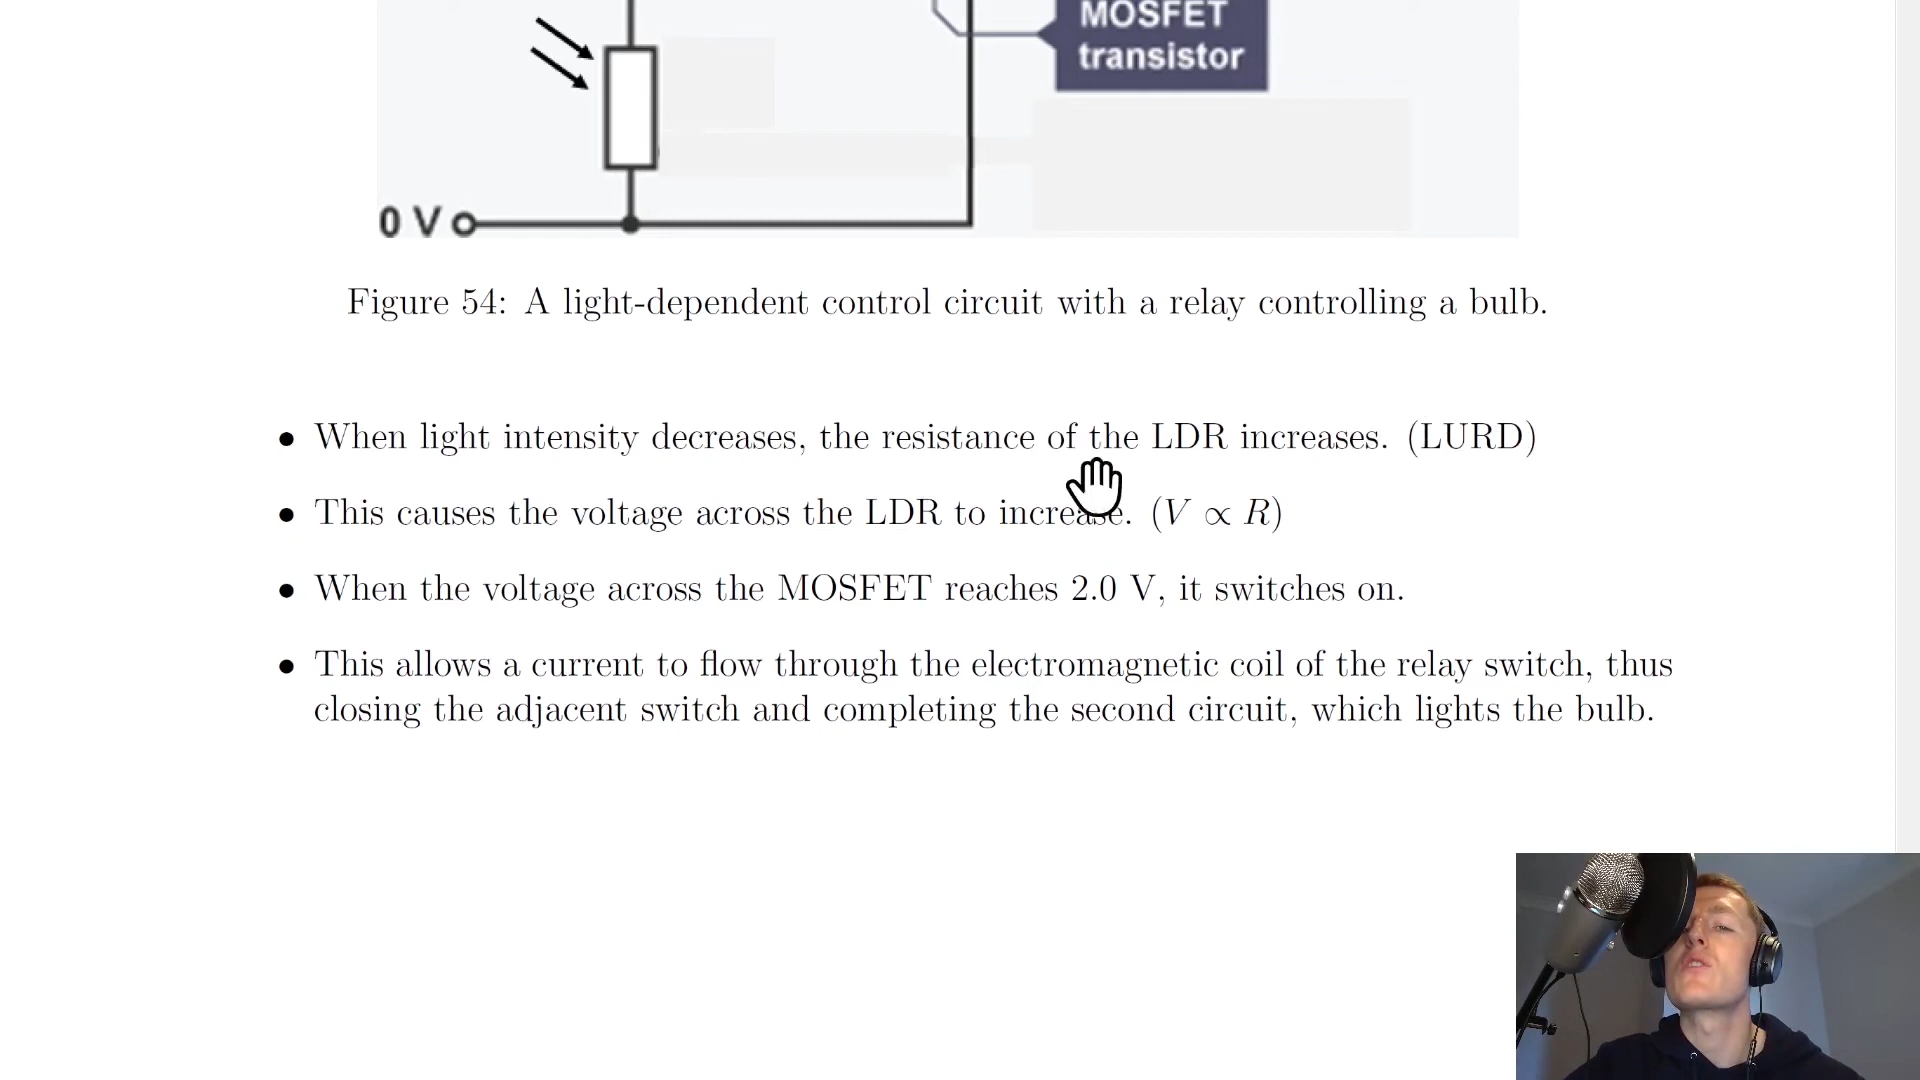 MOSFET
transistor
0 V
Figure 54: A light-dependent control circuit with a relay controlling a bulb.
• When light intensity decreases, the resistance of the LDR increases. (LURD)
• This causes the voltage across the LDR to increase. (V ∝ R)
• When the voltage across the MOSFET reaches 2.0 V, it switches on.
• This allows a current to flow through the electromagnetic coil of the relay switch, thus
closing the adjacent switch and completing the second circuit, which lights the bulb.